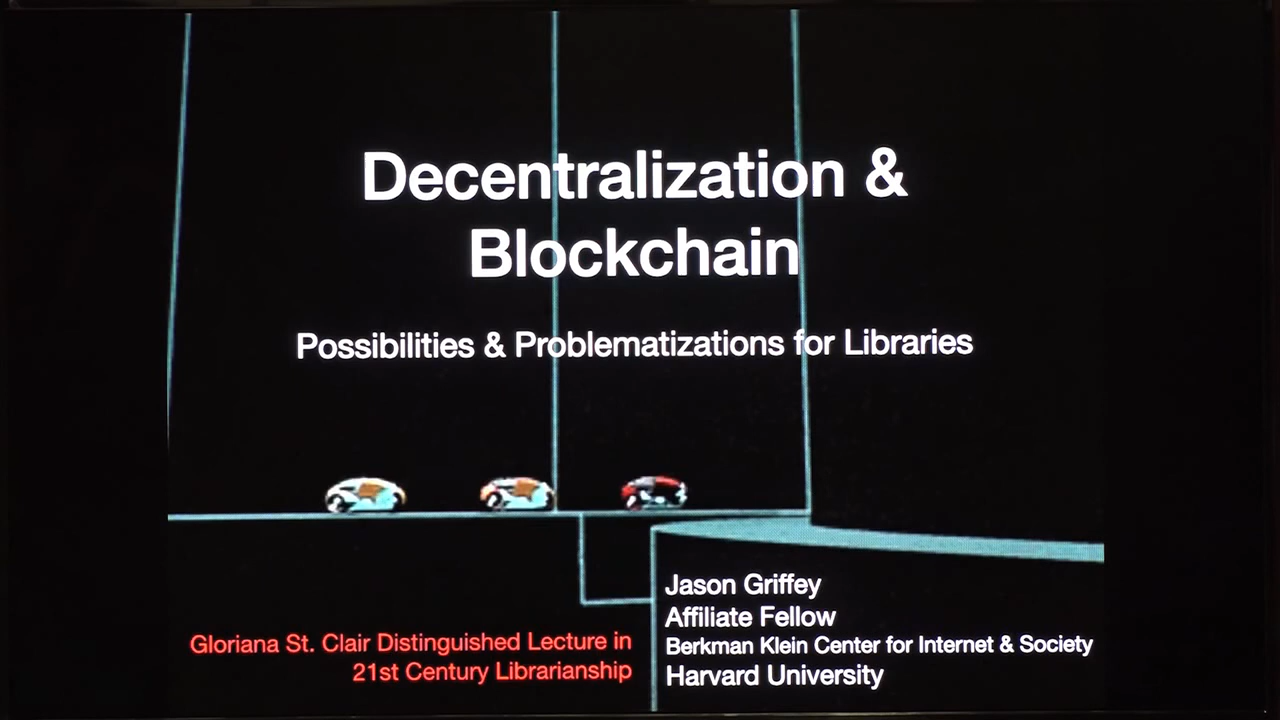 Decentralization &
Blockchain
Possibilities & Problematizations for Libraries
Jason Griffey
Affiliate Fellow
Berkman Klein Center for Internet & Society
Harvard University
Gloriana St. Clair Distinguished Lecture in
21st Century Librarianship